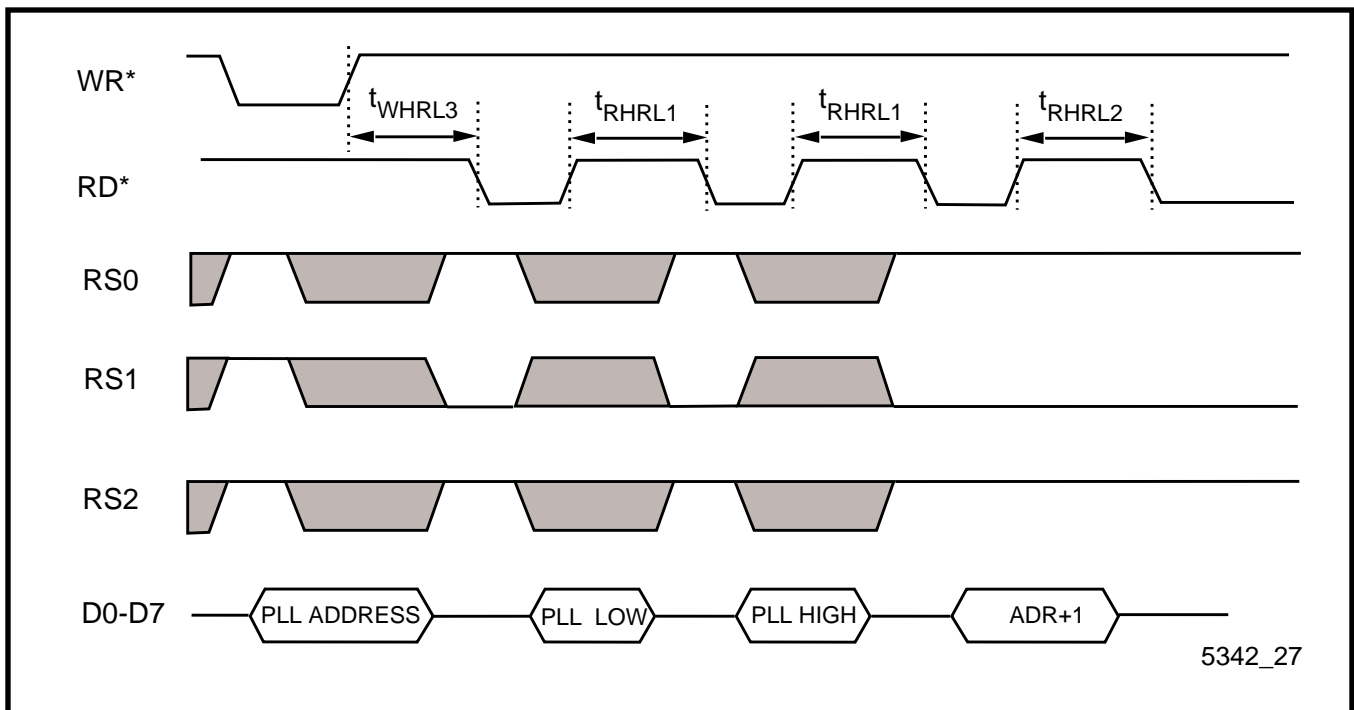 WR*
tWHRL3
tRHRL1
tRHRL1
tRHRL2
RD*
RS0
RS1
RS2
D0-D7
PLL ADDRESS
PLL LOW
PLL HIGH
ADR+1
5342_27